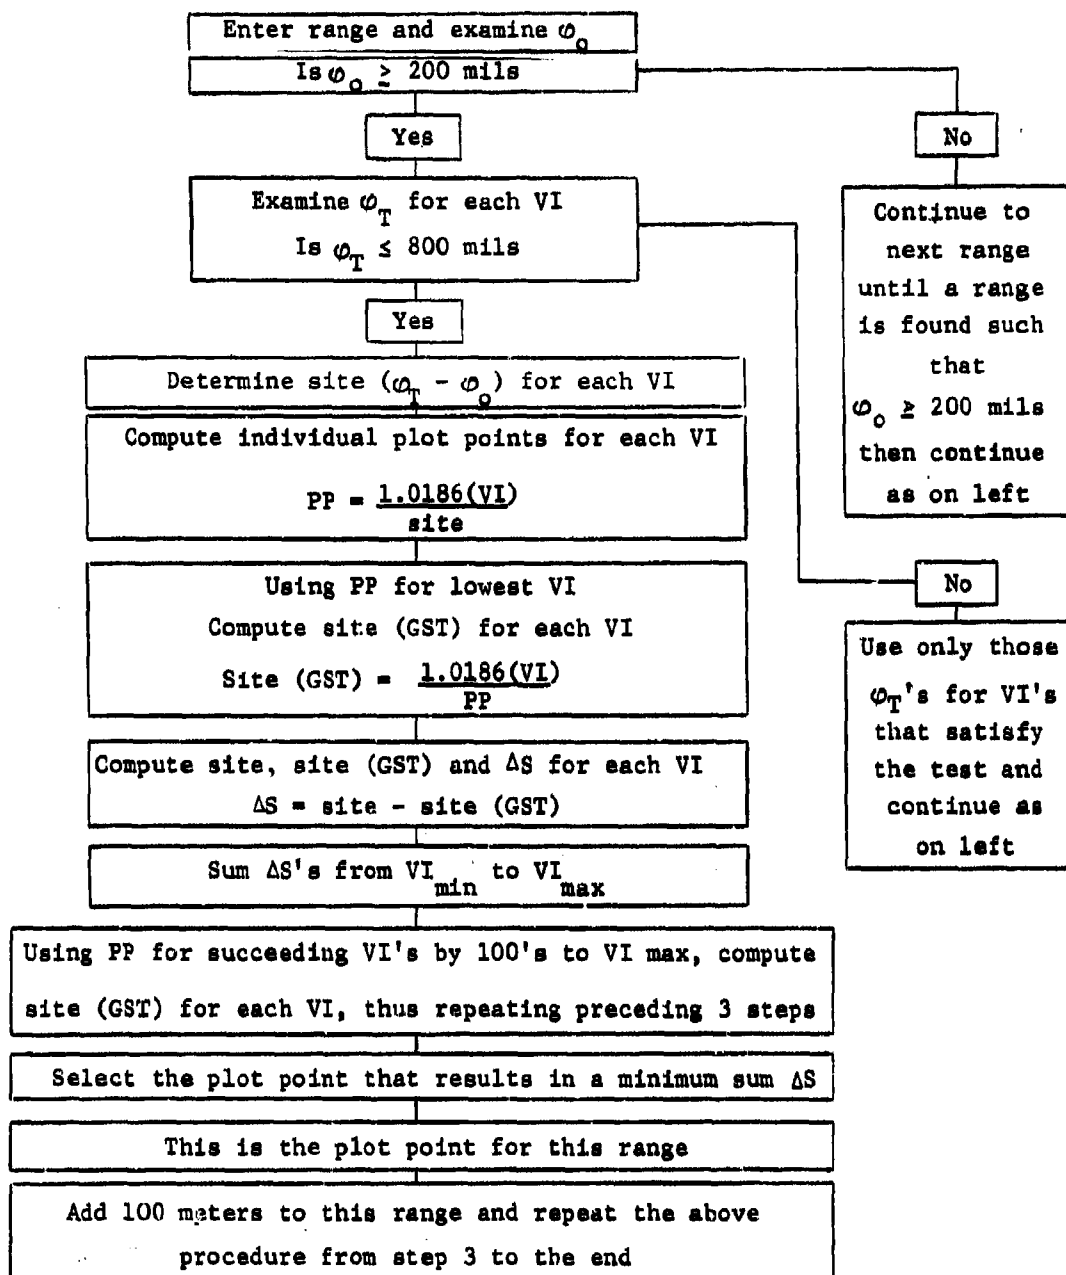 Enter range and examine φo
Is φo ≥ 200 mils
Yes
No
Examine φT for each VI
Is φT ≤ 800 mils
Continue to
next range
until a range
is found such
that
φo ≥ 200 mils
then continue
as on left
Yes
Determine site (φT - φo) for each VI
Compute individual plot points for each VI
PP = 1.0186(VI)
site
No
Using PP for lowest VI
Compute site (GST) for each VI
Site (GST) = 1.0186(VI)
PP
Use only those
φT's for VI's
that satisfy
the test and
continue as
on left
Compute site, site (GST) and ΔS for each VI
ΔS = site - site (GST)
Sum ΔS's from VImin to VImax
Using PP for succeeding VI's by 100's to VI max, compute
site (GST) for each VI, thus repeating preceding 3 steps
Select the plot point that results in a minimum sum ΔS
This is the plot point for this range
Add 100 meters to this range and repeat the above
procedure from step 3 to the end